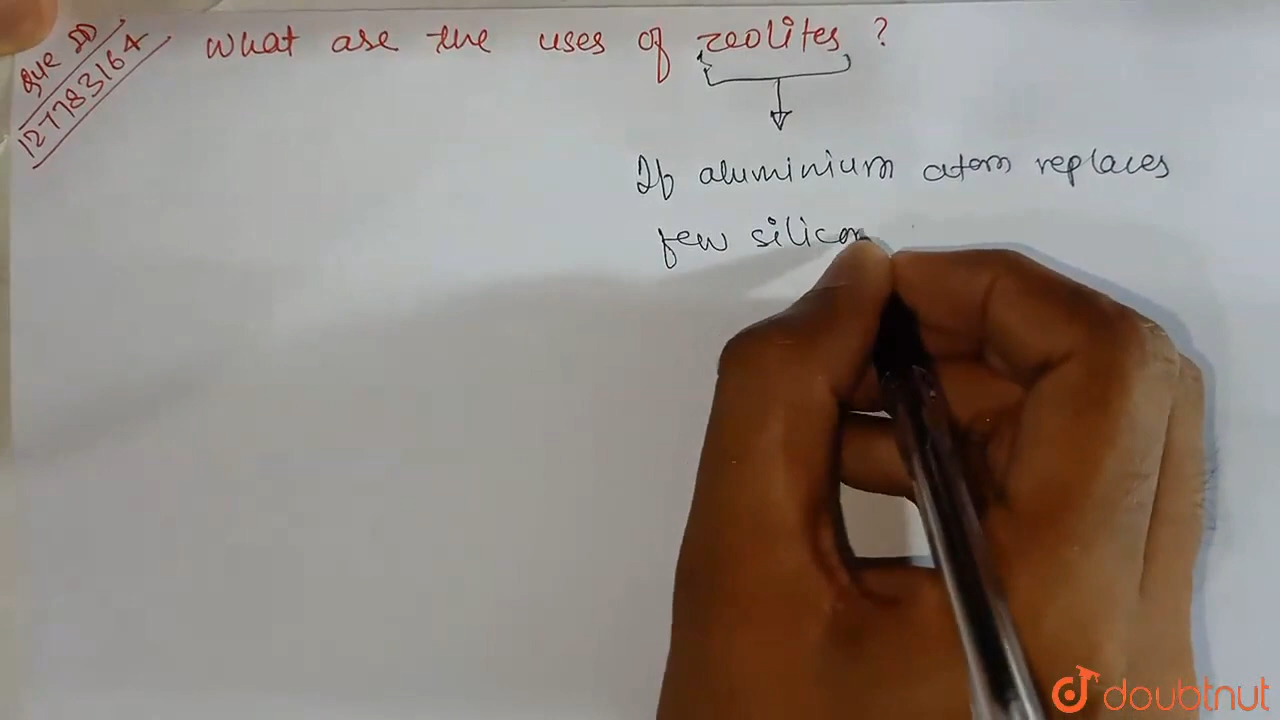 What are the uses of zeolites ?
Que ID
127783164
If aluminium atom replaces
few silicon
doubtnut